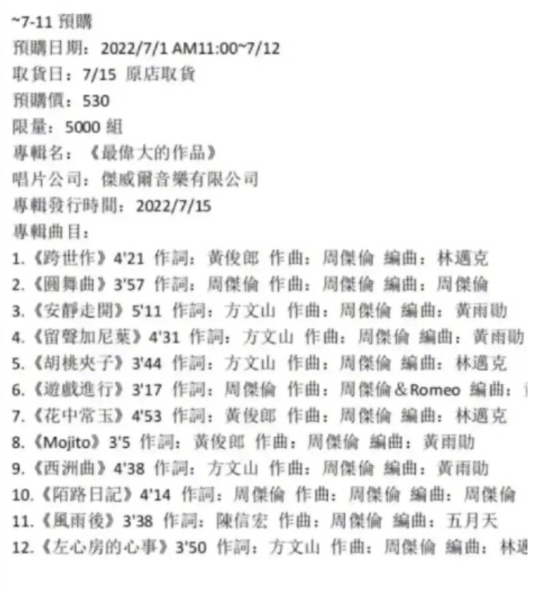 ~7-11 預購
預購日期：2022/7/1 AM11:00~7/12
取貨日：7/15 原店取貨
預購價：530
限量：5000 組
專輯名：《最偉大的作品》
唱片公司：傑威爾音樂有限公司
專輯發行時間：2022/7/15
專輯曲目：
1.《跨世作》4'21 作詞：黃俊郎 作曲：周傑倫 編曲：林邁克
2.《圓舞曲》3'57 作詞：周傑倫 作曲：周傑倫 編曲：周傑倫
3.《安靜走開》5'11 作詞：方文山 作曲：周傑倫 編曲：黃雨勛
4.《留聲加尼葉》4'31 作詞：方文山 作曲：周傑倫 編曲：黃雨勛
5.《胡桃夾子》3'44 作詞：方文山 作曲：周傑倫 編曲：林邁克
6.《遊戲進行》3'17 作詞：周傑倫 作曲：周傑倫＆Romeo 編曲：
7.《花中常玉》4'53 作詞：黃俊郎 作曲：周傑倫 編曲：林邁克
8.《Mojito》3'5 作詞：黃俊郎 作曲：周傑倫 編曲：黃雨勛
9.《西洲曲》4'38 作詞：方文山 作曲：周傑倫 編曲：黃雨勛
10.《陌路日記》4'14 作詞：周傑倫 作曲：周傑倫 編曲：周傑倫
11.《風雨後》3'38 作詞：陳信宏 作曲：周傑倫 編曲：五月天
12.《左心房的心事》3'50 作詞：方文山 作曲：周傑倫 編曲：林